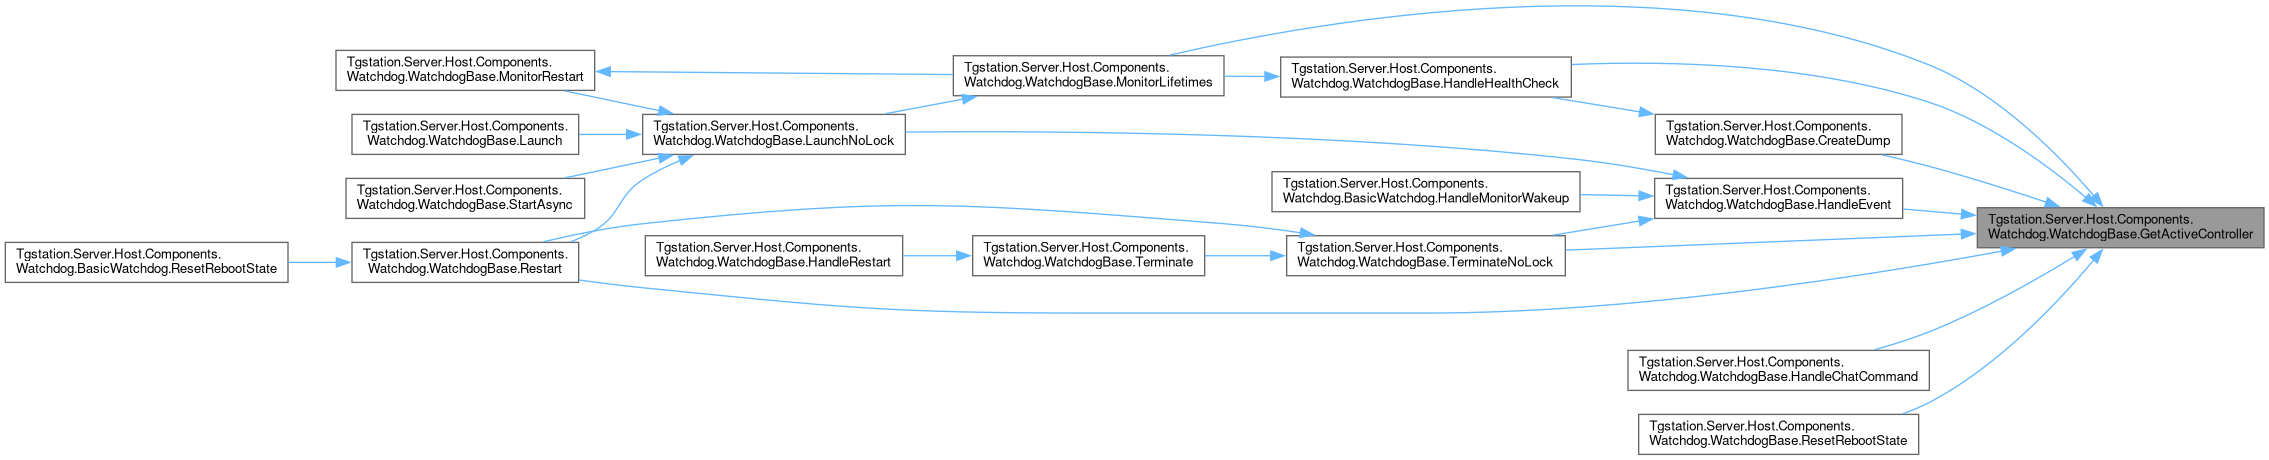 Tgstation.Server.Host.Components.
Watchdog.WatchdogBase.MonitorRestart
Tgstation.Server.Host.Components.
Watchdog.WatchdogBase.MonitorLifetimes
Tgstation.Server.Host.Components.
Watchdog.WatchdogBase.HandleHealthCheck
Tgstation.Server.Host.Components.
Watchdog.WatchdogBase.Launch
Tgstation.Server.Host.Components.
Watchdog.WatchdogBase.LaunchNoLock
Tgstation.Server.Host.Components.
Watchdog.WatchdogBase.CreateDump
Tgstation.Server.Host.Components.
Watchdog.WatchdogBase.StartAsync
Tgstation.Server.Host.Components.
Watchdog.BasicWatchdog.HandleMonitorWakeup
Tgstation.Server.Host.Components.
Watchdog.WatchdogBase.HandleEvent
Tgstation.Server.Host.Components.
Watchdog.WatchdogBase.GetActiveController
Tgstation.Server.Host.Components.
Watchdog.BasicWatchdog.ResetRebootState
Tgstation.Server.Host.Components.
Watchdog.WatchdogBase.Restart
Tgstation.Server.Host.Components.
Watchdog.WatchdogBase.HandleRestart
Tgstation.Server.Host.Components.
Watchdog.WatchdogBase.Terminate
Tgstation.Server.Host.Components.
Watchdog.WatchdogBase.TerminateNoLock
Tgstation.Server.Host.Components.
Watchdog.WatchdogBase.HandleChatCommand
Tgstation.Server.Host.Components.
Watchdog.WatchdogBase.ResetRebootState